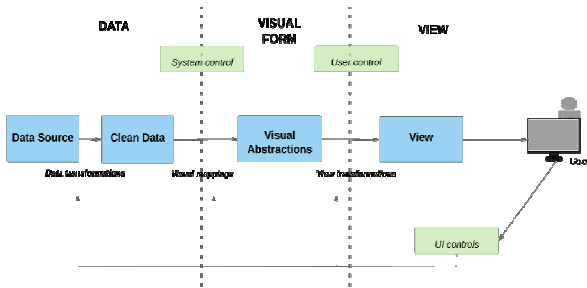 DATA
VISUAL
FORM
VIEW
System control
User control
Data Source
Clean Data
Visual
Abstractions
View
Data transformations
Visual mappings
View transformations
User
UI controls